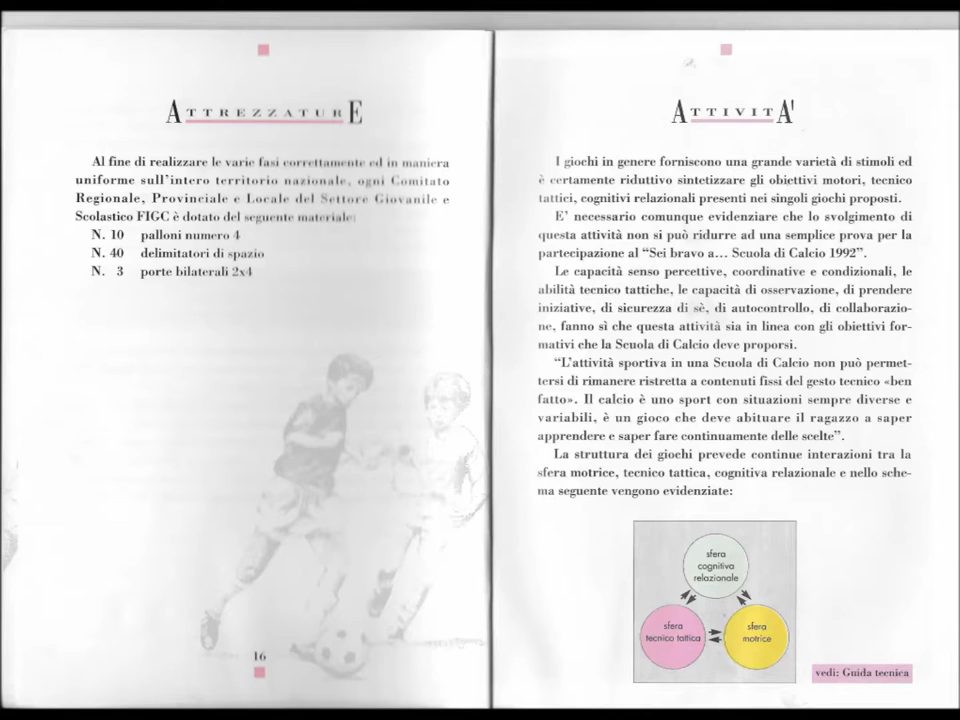 ATTREZZATURE
Al fine di realizzare le varie fasi correttamente ed in maniera
uniforme sull'intero territorio nazionale, ogni Comitato
Regionale, Provinciale e Locale del Settore Giovanile e
Scolastico FIGC è dotato del seguente materiale:
N. 10 palloni numero 4
N. 40 delimitatori di spazio
N. 3 porte bilaterali 2x4
16
ATTIVITA'
I giochi in genere forniscono una grande varietà di stimoli ed
è certamente riduttivo sintetizzare gli obiettivi motori, tecnico
tattici, cognitivi relazionali presenti nei singoli giochi proposti.
E' necessario comunque evidenziare che lo svolgimento di
questa attività non si può ridurre ad una semplice prova per la
partecipazione al "Sei bravo a... Scuola di Calcio 1992".
Le capacità senso percettive, coordinative e condizionali, le
abilità tecnico tattiche, le capacità di osservazione, di prendere
iniziative, di sicurezza di sè, di autocontrollo, di collaborazio-
ne, fanno sì che questa attività sia in linea con gli obiettivi for-
mativi che la Scuola di Calcio deve proporsi.
"L'attività sportiva in una Scuola di Calcio non può permet-
tersi di rimanere ristretta a contenuti fissi del gesto tecnico «ben
fatto». Il calcio è uno sport con situazioni sempre diverse e
variabili, è un gioco che deve abituare il ragazzo a saper
apprendere e saper fare continuamente delle scelte".
La struttura dei giochi prevede continue interazioni tra la
sfera motrice, tecnico tattica, cognitiva relazionale e nello sche-
ma seguente vengono evidenziate:
sfera
cognitiva
relazionale
sfera
tecnico tattica
sfera
motrice
vedi: Guida tecnica